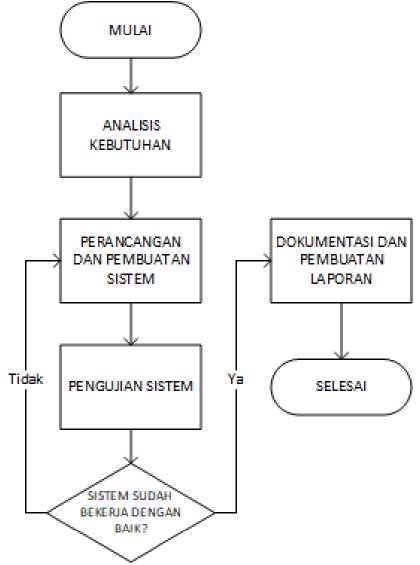 MULAI
ANALISIS
KEBUTUHAN
PERANCANGAN
DAN PEMBUATAN
SISTEM
DOKUMENTASI DAN
PEMBUATAN
LAPORAN
Tidak
PENGUJIAN SISTEM
Ya
SELESAI
SISTEM SUDAH
BEKERJA DENGAN
BAIK?